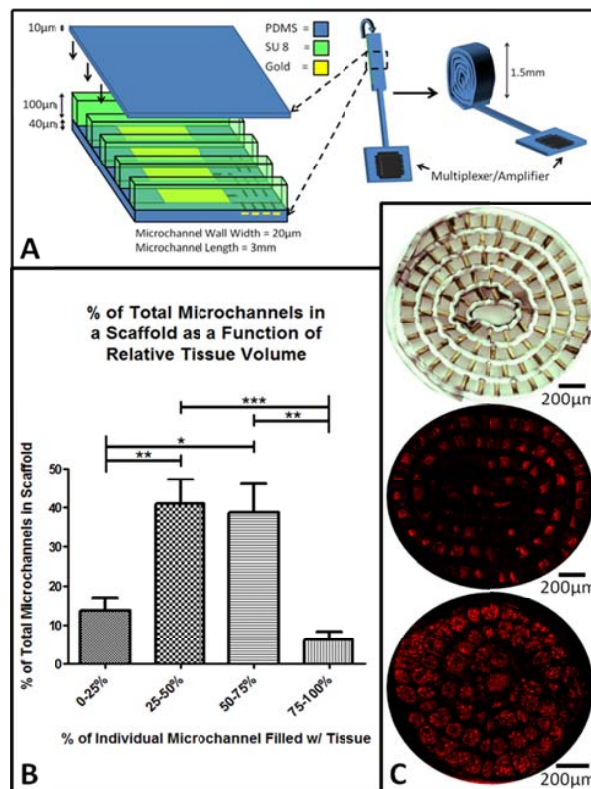 10µm
PDMS =
SU 8 =
Gold =
100µm
40µm
1.5mm
Multiplexer/Amplifier
Microchannel Wall Width = 20µm
Microchannel Length = 3mm
A
% of Total Microchannels in
a Scaffold as a Function of
Relative Tissue Volume
***
**
*
**
% of Total Microchannels in Scaffold
50
40
30
20
10
0
0-25%
25-50%
50-75%
75-100%
% of Individual Microchannel Filled w/ Tissue
B
200µm
200µm
200µm
C